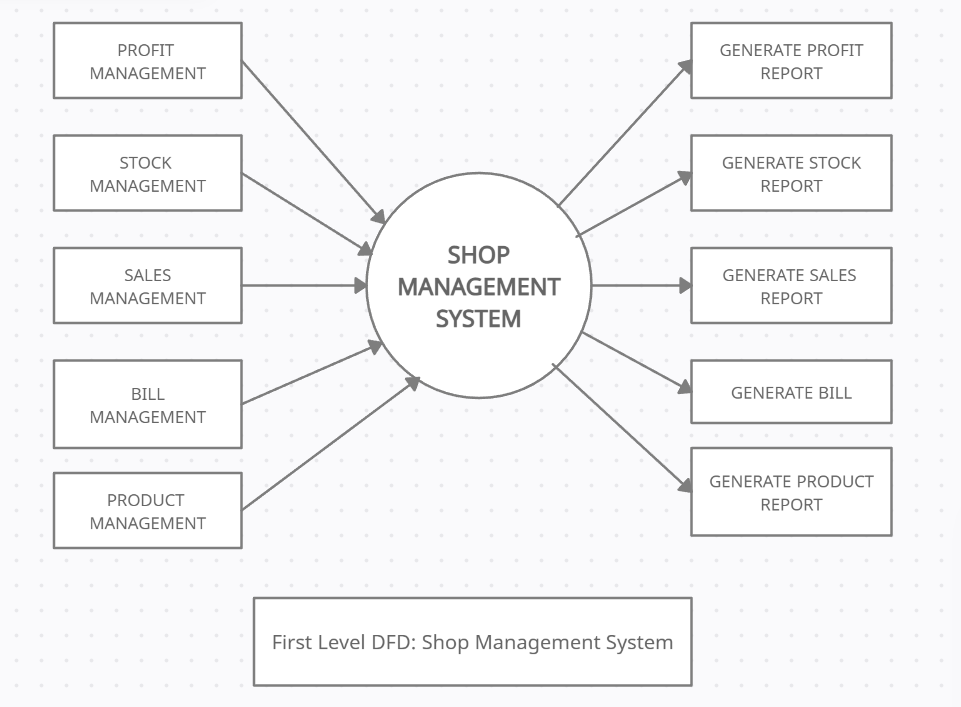 PROFIT
MANAGEMENT
STOCK
MANAGEMENT
SALES
MANAGEMENT
BILL
MANAGEMENT
PRODUCT
MANAGEMENT
SHOP
MANAGEMENT
SYSTEM
GENERATE PROFIT
REPORT
GENERATE STOCK
REPORT
GENERATE SALES
REPORT
GENERATE BILL
GENERATE PRODUCT
REPORT
First Level DFD: Shop Management System